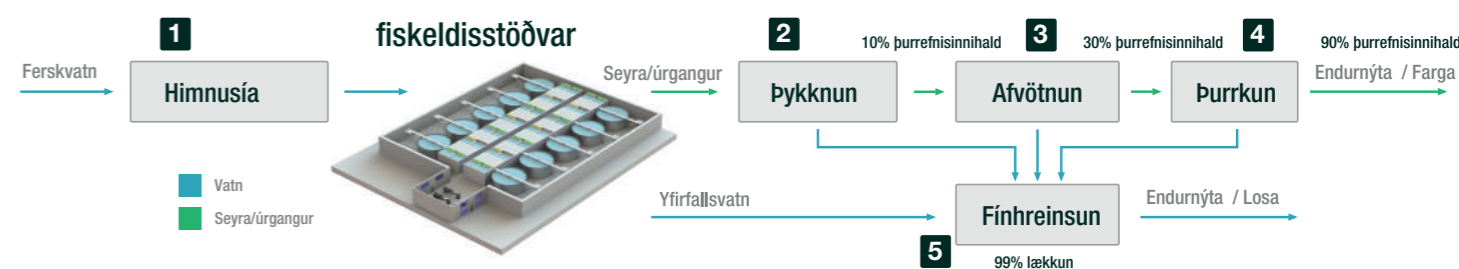 1
fiskeldisstöðvar
2
10% þurrefnisinnihald
3
30% þurrefnisinnihald
4
90% þurrefnisinnihald
Ferskvatn
Himnusía
Seyra/úrgangur
Þykknun
Afvötnun
Þurrkun
Endurnýta / Farga
Vatn
Seyra/úrgangur
Yfirfallsvatn
Fínhreinsun
Endurnýta / Losa
5
99% lækkun